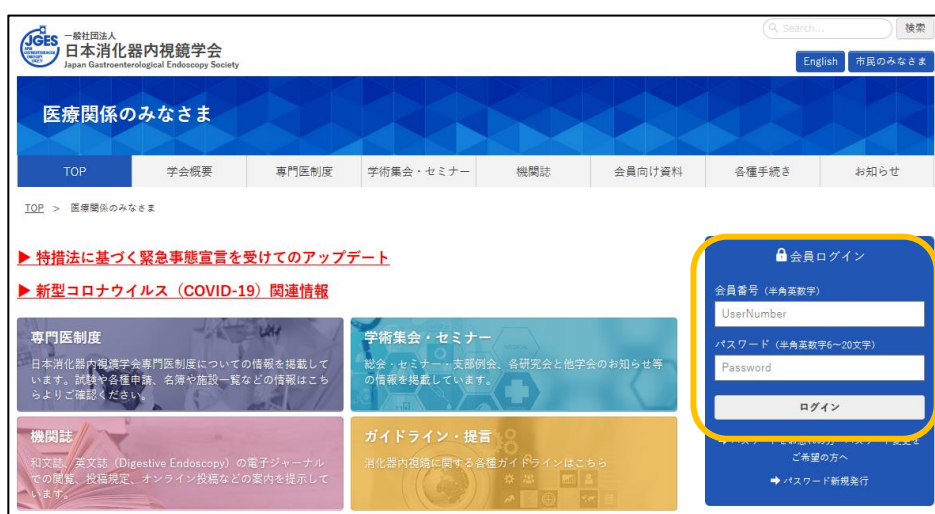 JGES
一般社団法人
日本消化器内視鏡学会
Japan Gastroenterological Endoscopy Society
Search...
検索
English
市民のみなさま
医療関係のみなさま
TOP
学会概要
専門医制度
学術集会・セミナー
機関誌
会員向け資料
各種手続き
お知らせ
TOP > 医療関係のみなさま
▶ 特措法に基づく緊急事態宣言を受けてのアップデート
▶ 新型コロナウイルス（COVID-19）関連情報
専門医制度
日本消化器内視鏡学会専門医制度についての情報を掲載して
います。試験や各種申請、名簿や施設一覧などの情報はこち
らよりご確認ください。
学術集会・セミナー
総会・セミナー・支部例会、各研究会と他学会のお知らせ等
の情報を掲載しています。
機関誌
和文誌、英文誌（Digestive Endoscopy）の電子ジャーナル
での閲覧、投稿規定、オンライン投稿などの案内を提示して
います。
ガイドライン・提言
消化器内視鏡に関する各種ガイドラインはこちら
会員ログイン
会員番号（半角英数字）
UserNumber
パスワード（半角英数字6~20文字）
Password
ログイン
➡ パスワードをお忘れの方・パスワード変更を
ご希望の方へ
➡ パスワード新規発行